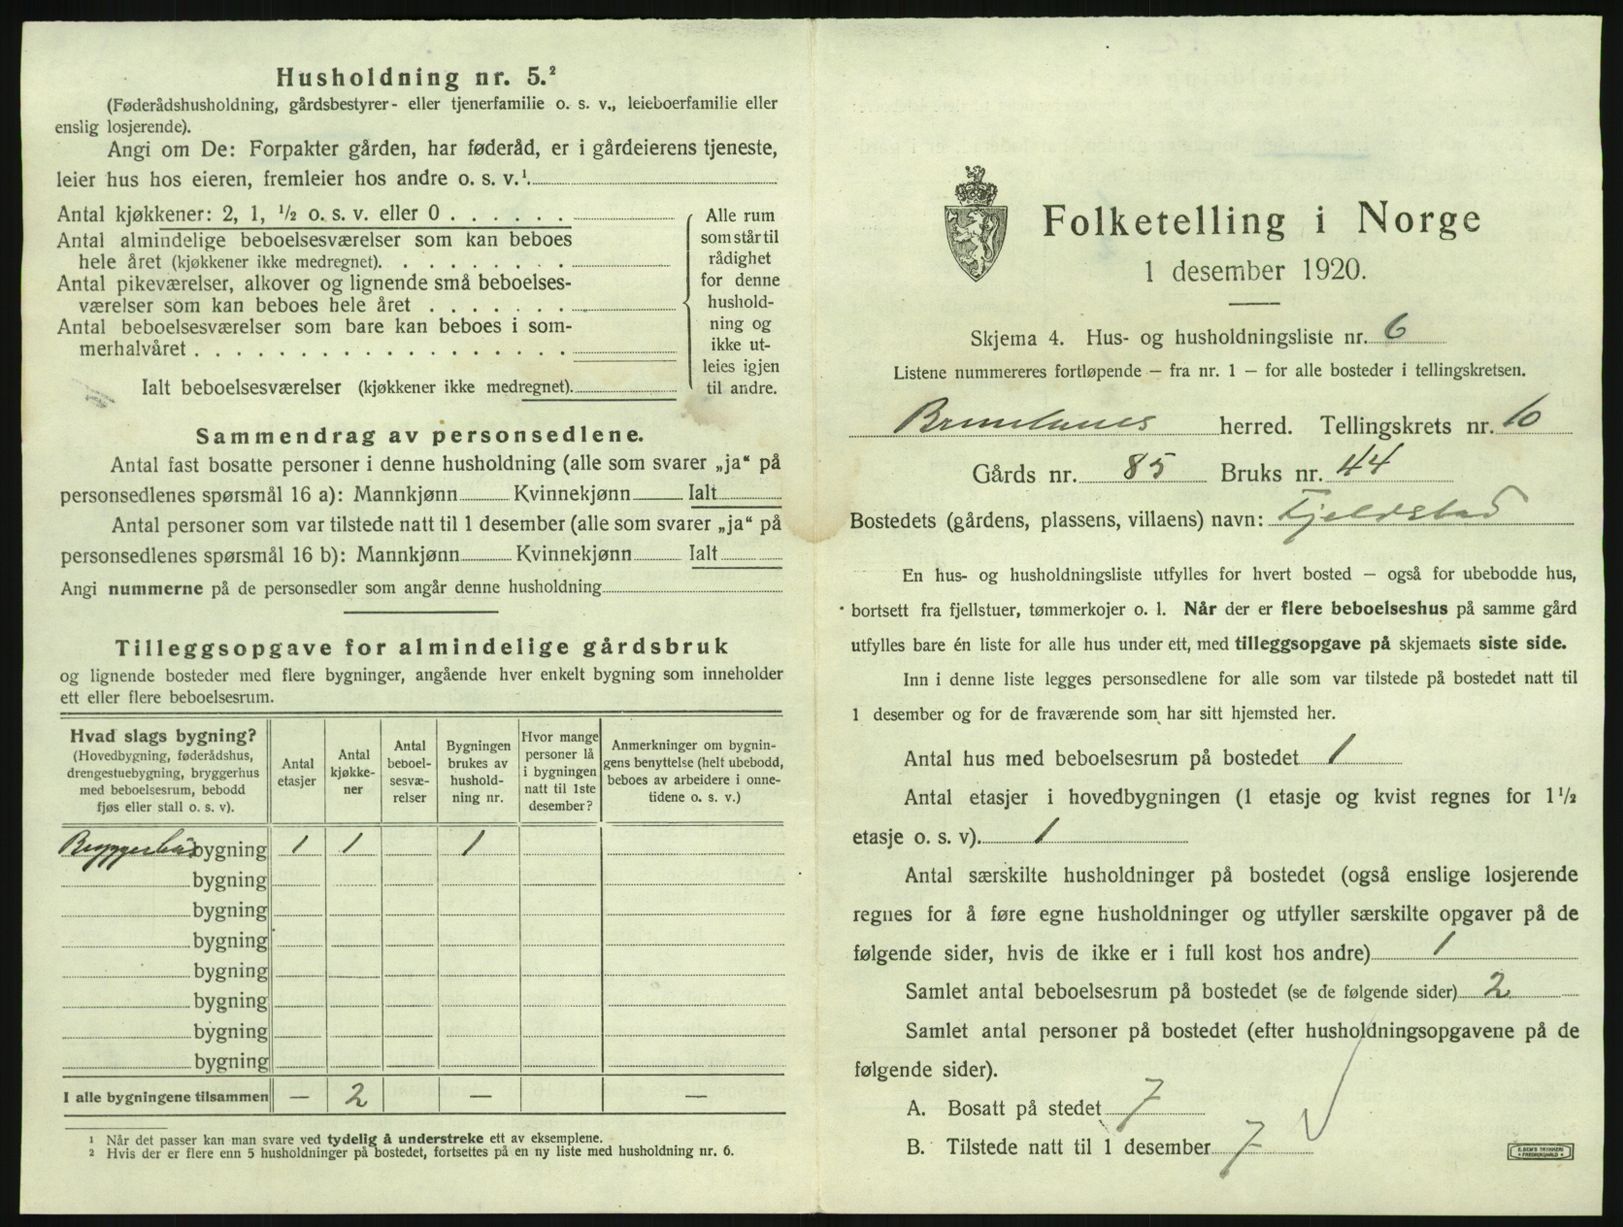 Husholdning nr. 5.²
(Føderådshusholdning, gårdsbestyrer- eller tjenerfamilie o. s. v., leieboerfamilie eller
enslig losjerende).
Angi om De: Forpakter gården, har føderåd, er i gårdeierens tjeneste,
leier hus hos eieren, fremleier hos andre o. s. v.¹.
Antal kjøkkener: 2, 1, ½ o. s. v. eller 0 . . . . . .
Antal almindelige beboelsesværelser som kan beboes
hele året (kjøkkener ikke medregnet). . . . . . . . .
Antal pikeværelser, alkover og lignende små beboelses-
værelser som kan beboes hele året . . . . . . .
Antal beboelsesværelser som bare kan beboes i som-
merhalvåret . . . . . . . . . . . . . . . . . .
Ialt beboelsesværelser (kjøkkener ikke medregnet).
Alle rum
som står til
rådighet
for denne
hushold-
ning og
ikke ut-
leies igjen
til andre.
Sammendrag av personsedlene.
Antal fast bosatte personer i denne husholdning (alle som svarer „ja“ på
personsedlenes spørsmål 16 a): Mannkjønn Kvinnekjønn Ialt
Antal personer som var tilstede natt til 1 desember (alle som svarer „ja“ på
personsedlenes spørsmål 16 b): Mannkjønn Kvinnekjønn Ialt
Angi nummerne på de personsedler som angår denne husholdning
Tilleggsopgave for almindelige gårdsbruk
og lignende bosteder med flere bygninger, angående hver enkelt bygning som inneholder
ett eller flere beboelsesrum.
Hvad slags bygning?
(Hovedbygning, føderådshus,
drengestuebygning, bryggerhus
med beboelsesrum, bebodd
fjøs eller stall o. s. v).
Antal
etasjer
Antal
kjøkke-
ner
Antal
beboel-
sesvæ-
relser
Bygningen
brukes av
hushold-
ning nr.
Hvor mange
personer lå
i bygningen
natt til 1ste
desember?
Anmerkninger om bygnin-
gens benyttelse (helt ubebodd,
beboes av arbeidere i onne-
tidene o. s. v.)
Bryggerhusbygning 1 1 1
bygning
bygning
bygning
bygning
bygning
bygning
bygning
I alle bygningene tilsammen — 2 — —
¹ Når det passer kan man svare ved tydelig å understreke ett av eksemplene.
² Hvis der er flere enn 5 husholdninger på bostedet, fortsettes på en ny liste med husholdning nr. 6.
Folketelling i Norge
1 desember 1920.
Skjema 4. Hus- og husholdningsliste nr. 6
Listene nummereres fortløpende — fra nr. 1 — for alle bosteder i tellingskretsen.
Brunlanes herred. Tellingskrets nr. 10
Gårds nr. 85 Bruks nr. 44
Bostedets (gårdens, plassens, villaens) navn: Fjeldstad
En hus- og husholdningsliste utfylles for hvert bosted — også for ubebodde hus,
bortsett fra fjellstuer, tømmerkojer o. l. Når der er flere beboelseshus på samme gård
utfylles bare én liste for alle hus under ett, med tilleggsopgave på skjemaets siste side.
Inn i denne liste legges personsedlene for alle som var tilstede på bostedet natt til
1 desember og for de fraværende som har sitt hjemsted her.
Antal hus med beboelsesrum på bostedet 1
Antal etasjer i hovedbygningen (1 etasje og kvist regnes for 1½
etasje o. s. v). 1
Antal særskilte husholdninger på bostedet (også enslige losjerende
regnes for å føre egne husholdninger og utfyller særskilte opgaver på de
følgende sider, hvis de ikke er i full kost hos andre) 1
Samlet antal beboelsesrum på bostedet (se de følgende sider) 2
Samlet antal personer på bostedet (efter husholdningsopgavene på de
følgende sider).
A. Bosatt på stedet 7
B. Tilstede natt til 1 desember 7